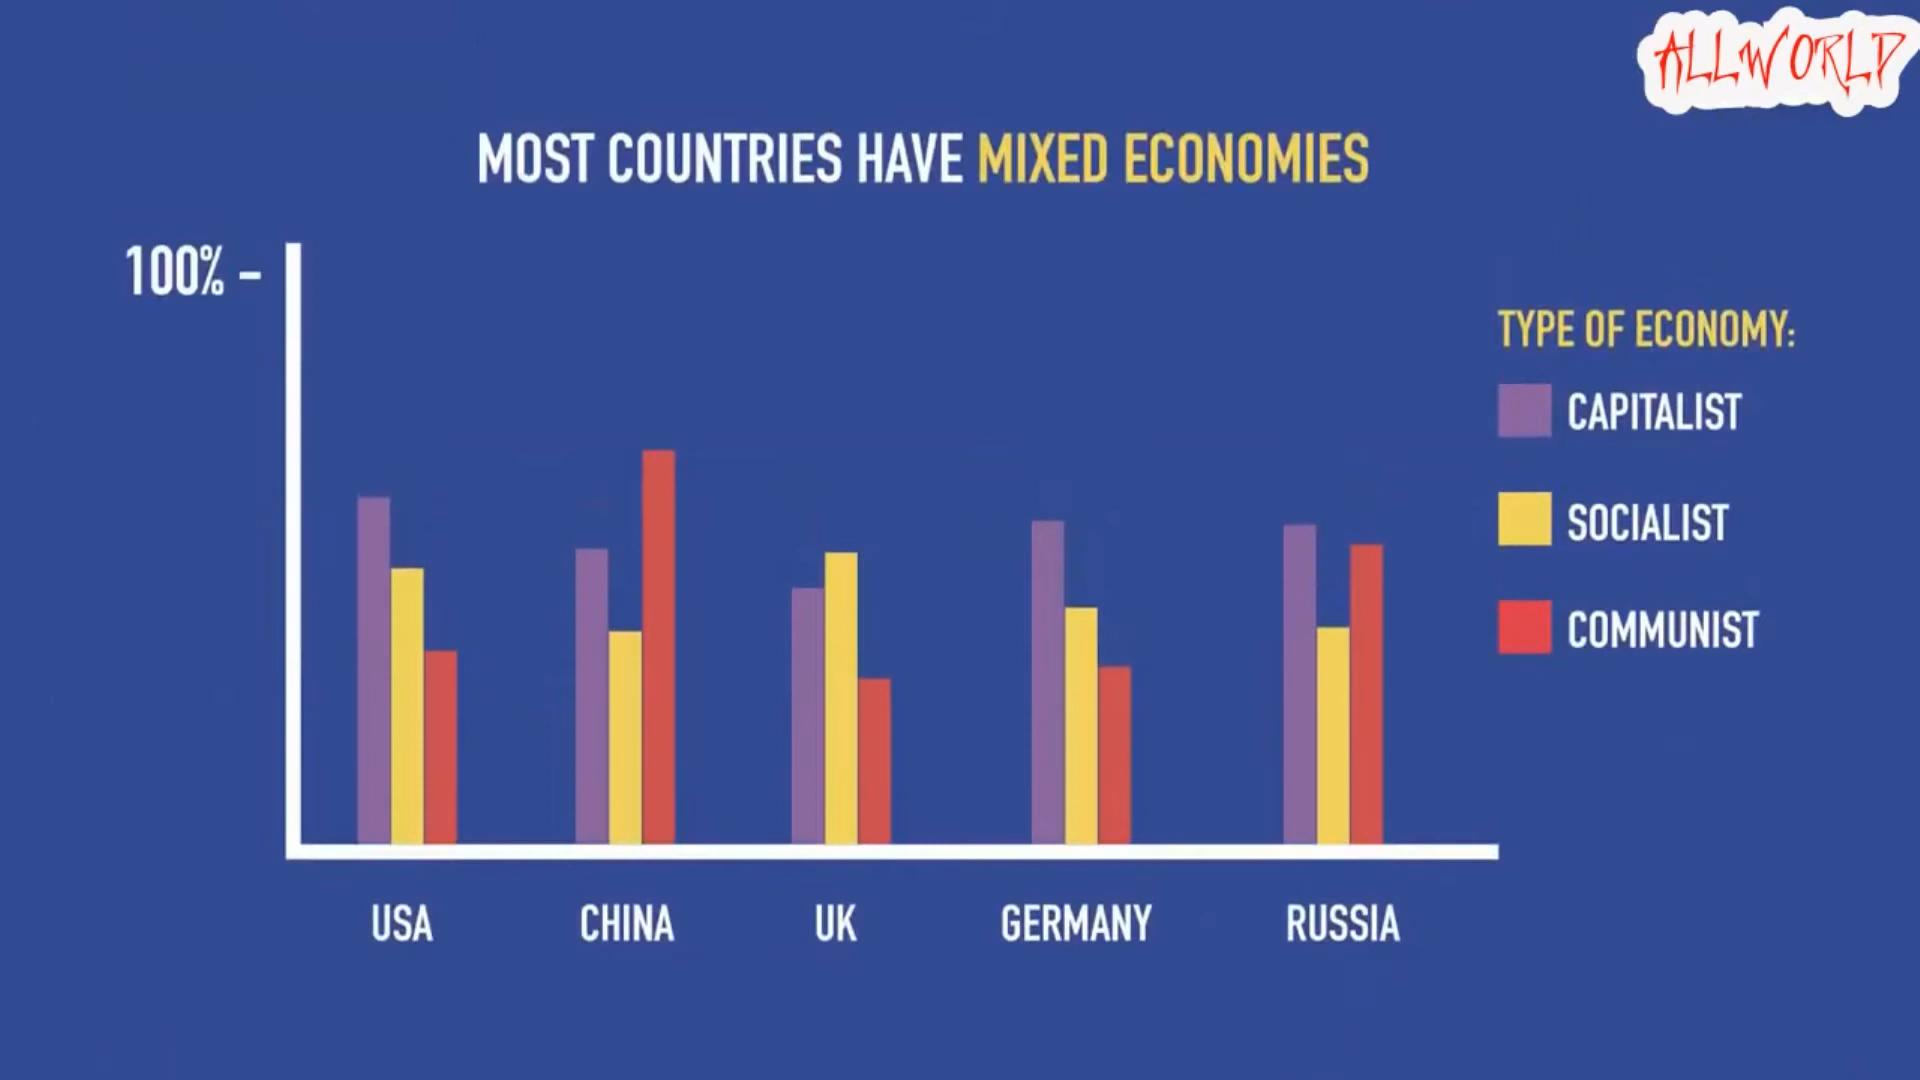 ALLWORLD
MOST COUNTRIES HAVE MIXED ECONOMIES
100% –
TYPE OF ECONOMY:
CAPITALIST
SOCIALIST
COMMUNIST
USA CHINA UK GERMANY RUSSIA